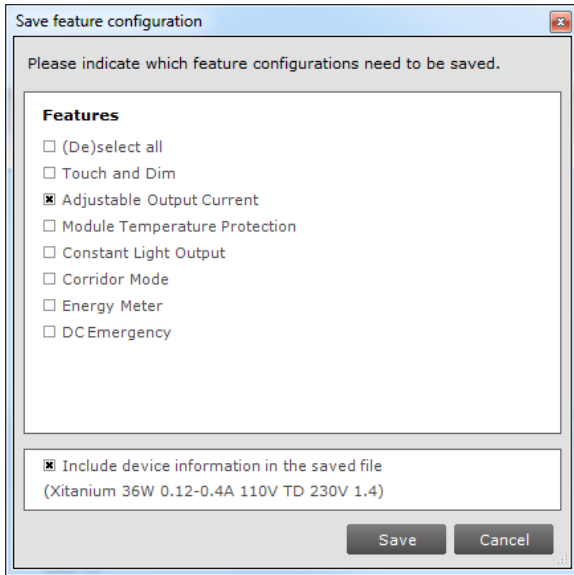 Save feature configuration
Please indicate which feature configurations need to be saved.
Features
(De)select all
Touch and Dim
Adjustable Output Current
Module Temperature Protection
Constant Light Output
Corridor Mode
Energy Meter
DC Emergency
Include device information in the saved file
(Xitanium 36W 0.12-0.4A 110V TD 230V 1.4)
Save Cancel